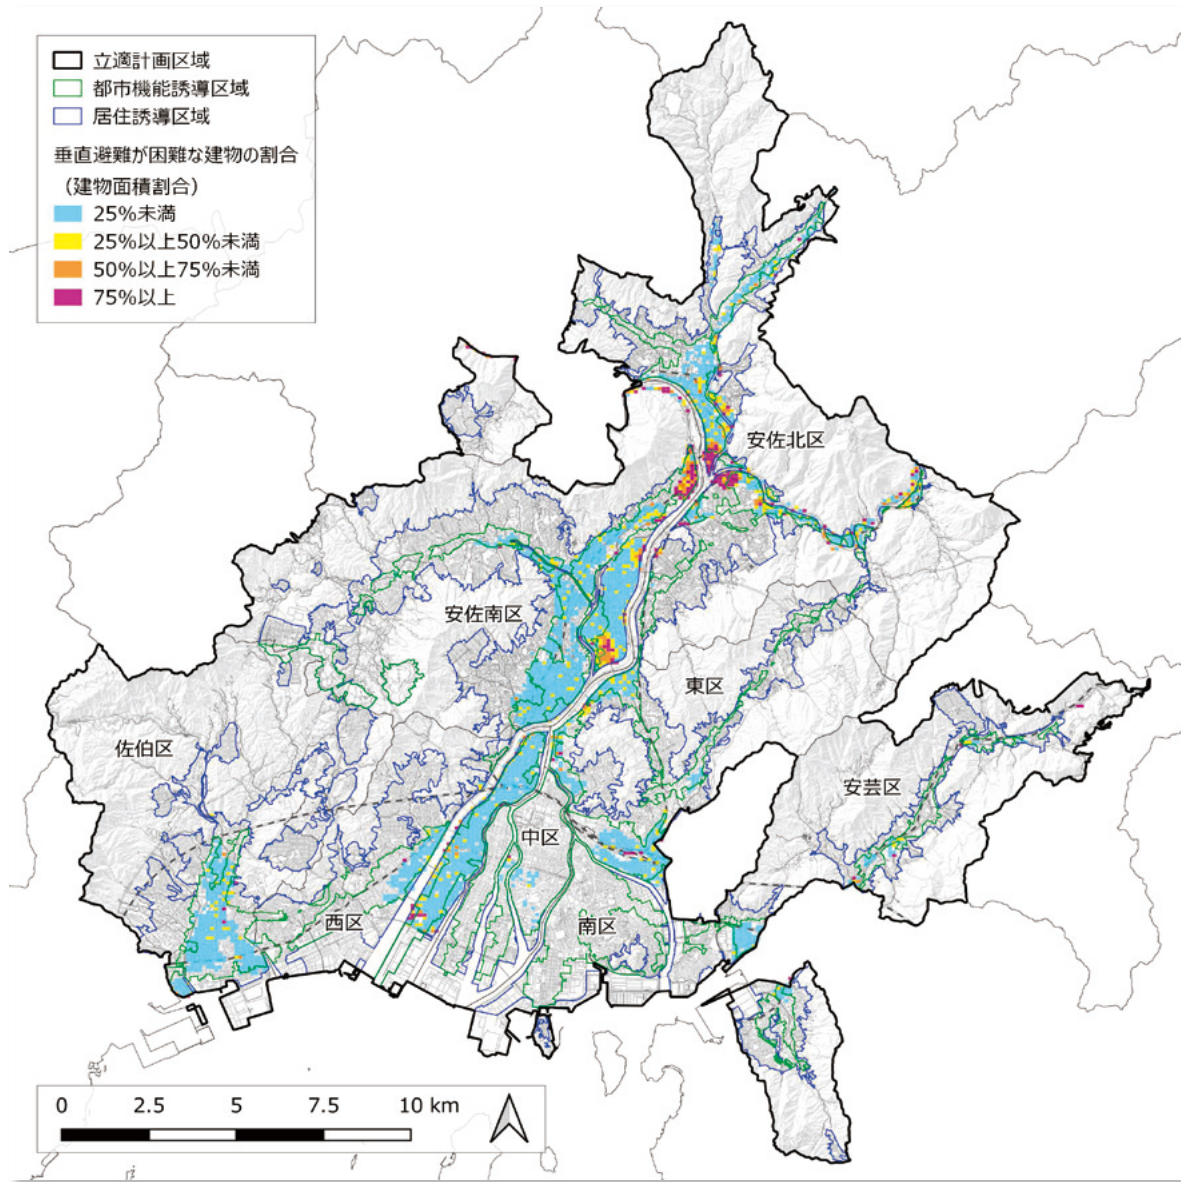 立適計画区域
都市機能誘導区域
居住誘導区域
垂直避難が困難な建物の割合
（建物面積割合）
25%未満
25%以上50%未満
50%以上75%未満
75%以上
安佐北区
安佐南区
東区
佐伯区
安芸区
中区
西区
南区
0 2.5 5 7.5 10 km